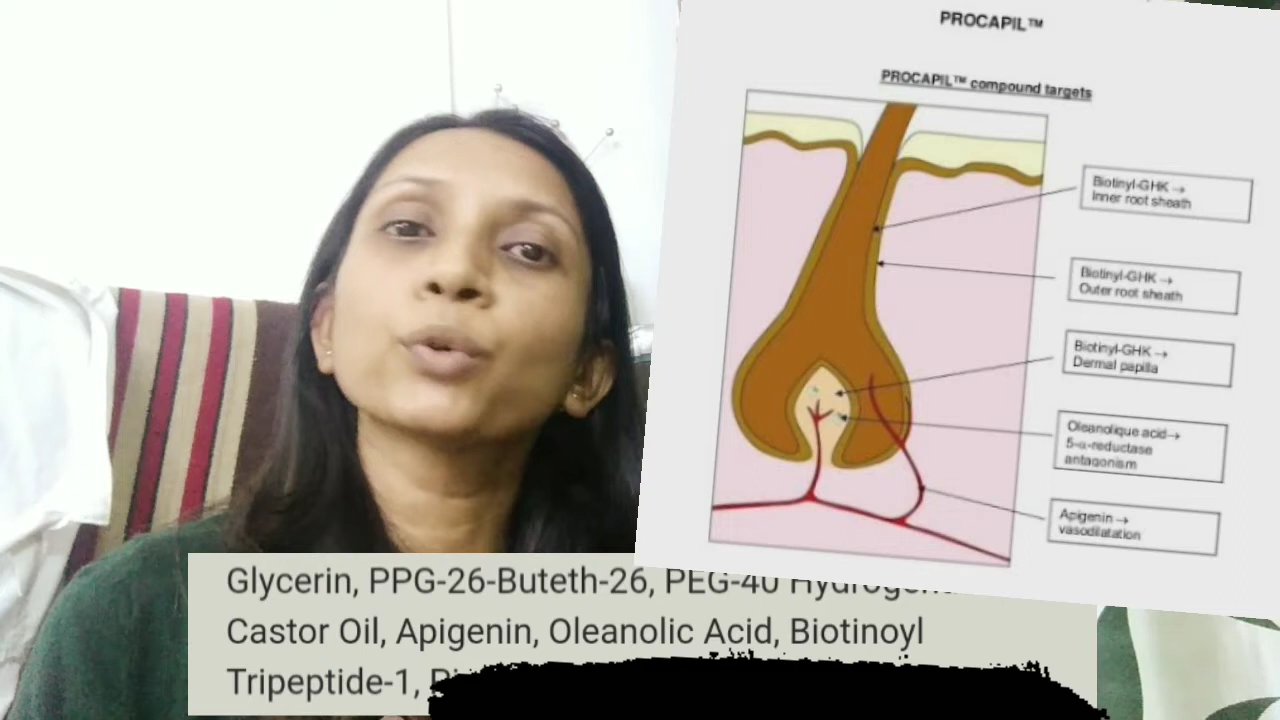 PROCAPIL™
PROCAPIL™ compound targets
Biotinyl-GHK →
Inner root sheath
Biotinyl-GHK →
Outer root sheath
Biotinyl-GHK →
Dermal papilla
Oleanolique acid→
5-α-reductase
antagonism
Apigenin →
vasodilatation
Glycerin, PPG-26-Buteth-26, PEG-40
Castor Oil, Apigenin, Oleanolic Acid, Biotinoyl
Tripeptide-1,